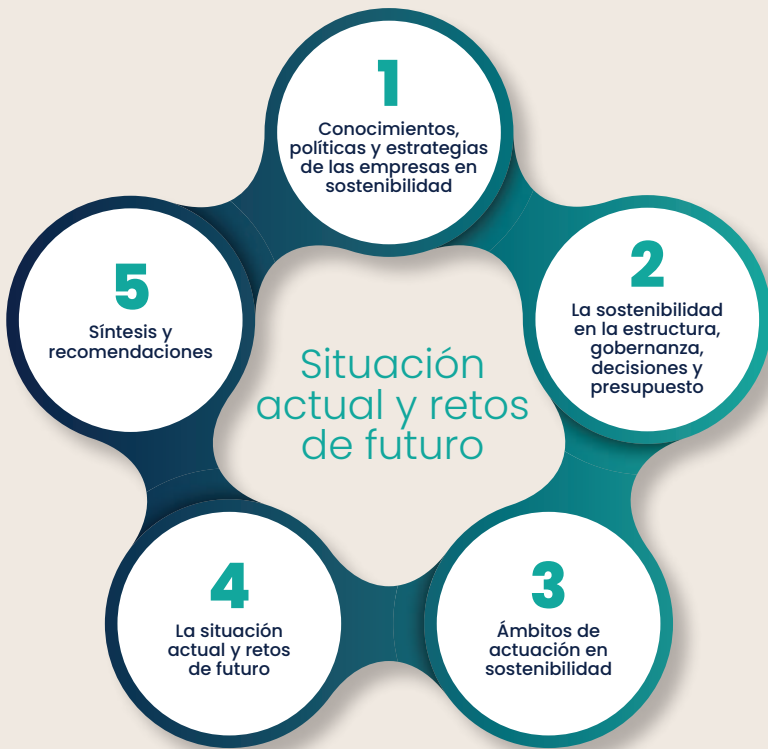 1
Conocimientos,
políticas y estrategias
de las empresas en
sostenibilidad
2
La sostenibilidad
en la estructura,
gobernanza,
decisiones y
presupuesto
3
Ámbitos de
actuación en
sostenibilidad
4
La situación
actual y retos
de futuro
5
Síntesis y
recomendaciones
Situación
actual y retos
de futuro